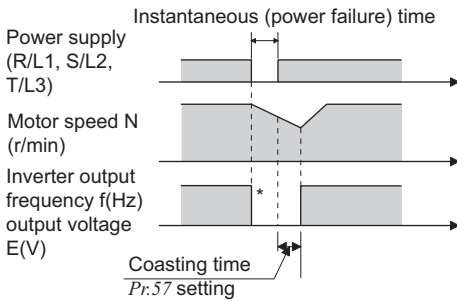 Instantaneous (power failure) time
Power supply
(R/L1, S/L2,
T/L3)
Motor speed N
(r/min)
Inverter output
frequency f(Hz)
output voltage
E(V)
*
Coasting time
Pr.57 setting